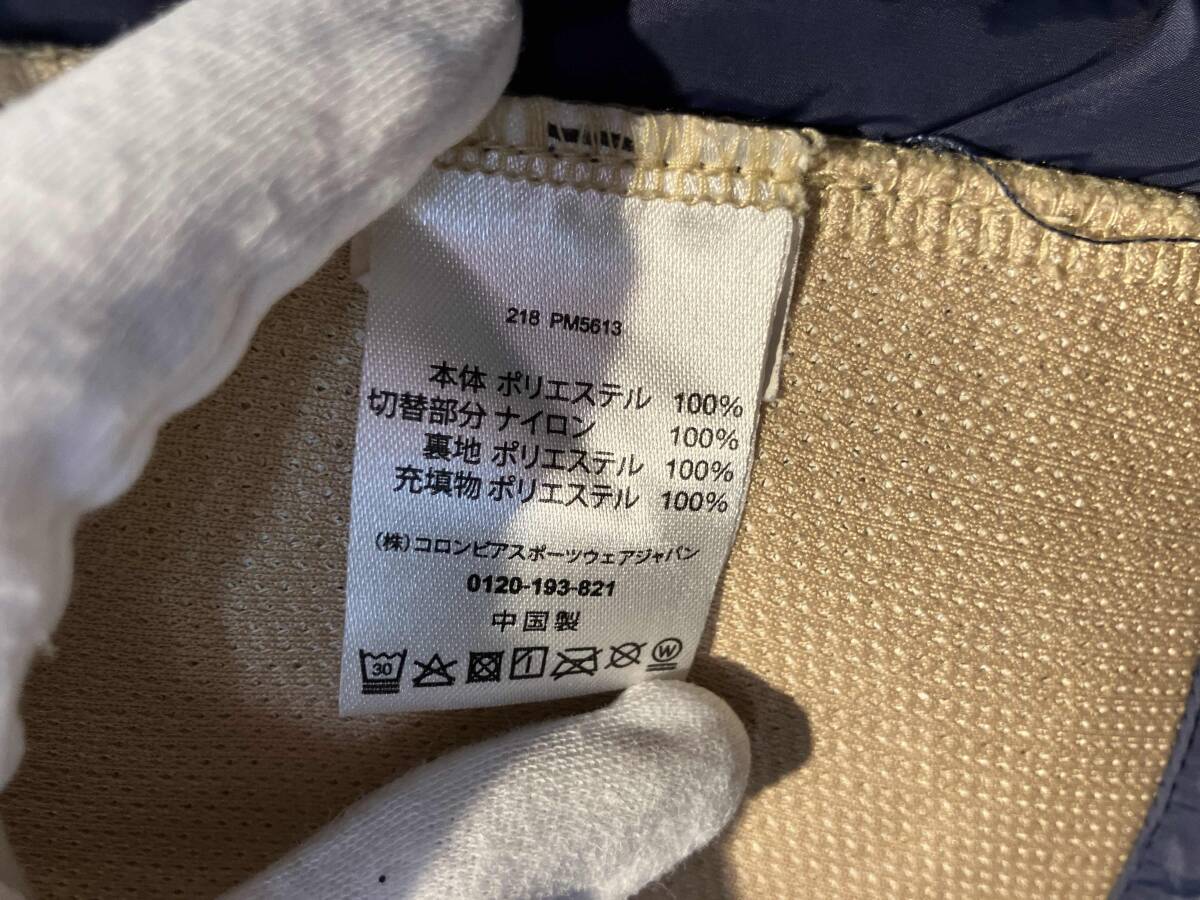 218 PM5613
本体 ポリエステル 100%
切替部分 ナイロン 100%
裏地 ポリエステル 100%
充填物 ポリエステル 100%
(株)コロンビアスポーツウェアジャパン
0120-193-821
中国製
30 W